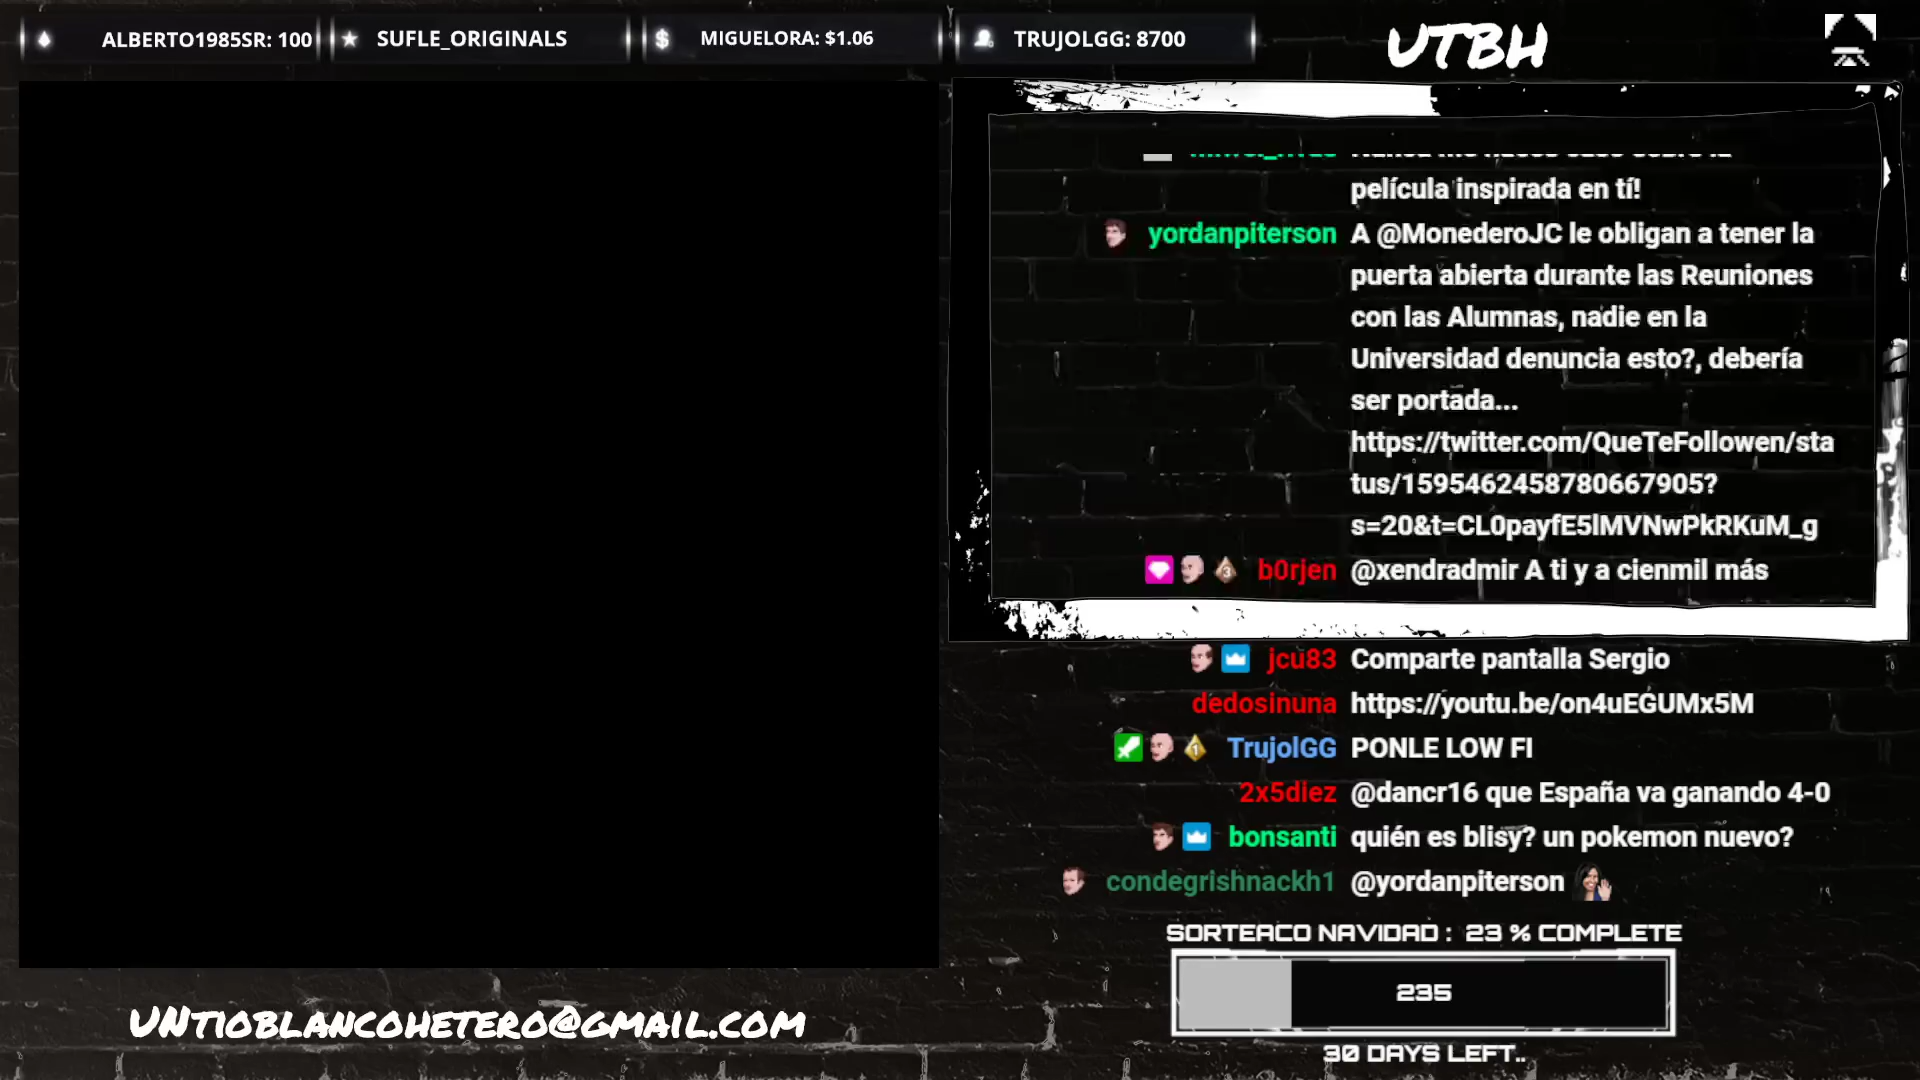 ALBERTO1985SR: 100
SUFLE_ORIGINALS
MIGUELORA: $1.06
TRUJOLGG: 8700
UTBH
película inspirada en tí!
yordanpiterson A @MonederoJC le obligan a tener la
puerta abierta durante las Reuniones
con las Alumnas, nadie en la
Universidad denuncia esto?, debería
ser portada...
https://twitter.com/QueTeFollowen/sta
tus/1595462458780667905?
s=20&t=CL0payfE5lMVNwPkRKuM_g
3 b0rjen @xendradmir A ti y a cienmil más
jcu83 Comparte pantalla Sergio
dedosinuna https://youtu.be/on4uEGUMx5M
1 TrujolGG PONLE LOW FI
2x5diez @dancr16 que España va ganando 4-0
bonsanti quién es blisy? un pokemon nuevo?
condegrishnackh1 @yordanpiterson
SORTEACO NAVIDAD : 23 % COMPLETE
235
30 DAYS LEFT..
UNTIOBLANCOHETERO@GMAIL.COM